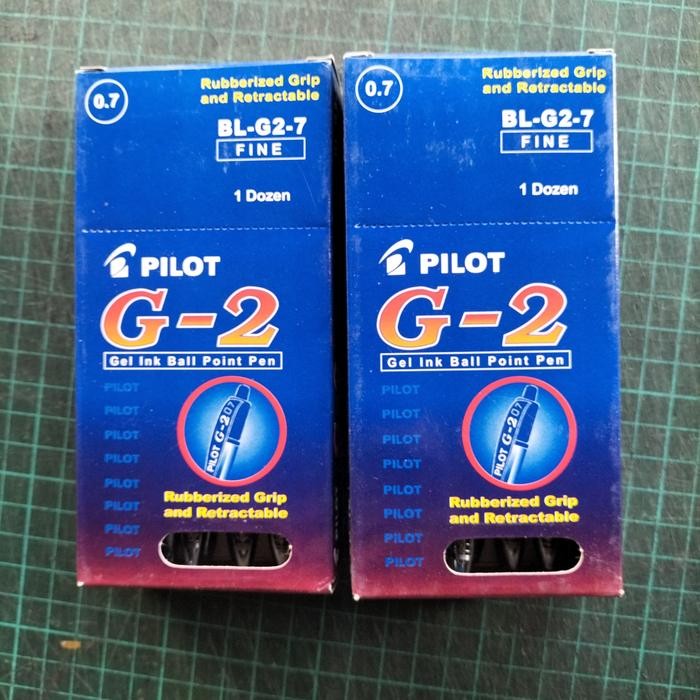 0.7
Rubberized Grip
and Retractable
BL-G2-7
FINE
1 Dozen
PILOT
G-2
Gel Ink Ball Point Pen
PILOT
PILOT
PILOT
PILOT
PILOT
PILOT
PILOT
PILOT
PILOT G-2 07
Rubberized Grip
and Retractable
0.7
Rubberized Grip
and Retractable
BL-G2-7
FINE
1 Dozen
PILOT
G-2
Gel Ink Ball Point Pen
PILOT
PILOT
PILOT
PILOT
PILOT
PILOT
PILOT
PILOT
PILOT G-2 07
Rubberized Grip
and Retractable